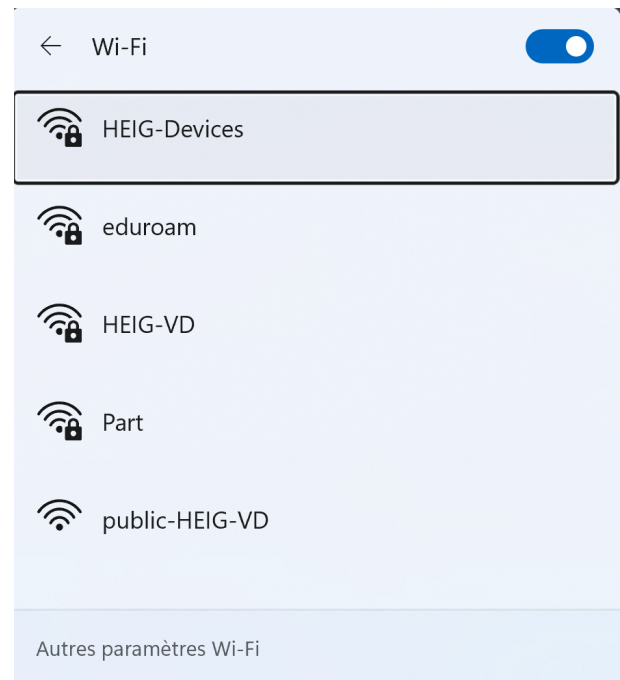 Wi-Fi
HEIG-Devices
eduroam
HEIG-VD
Part
public-HEIG-VD
Autres paramètres Wi-Fi